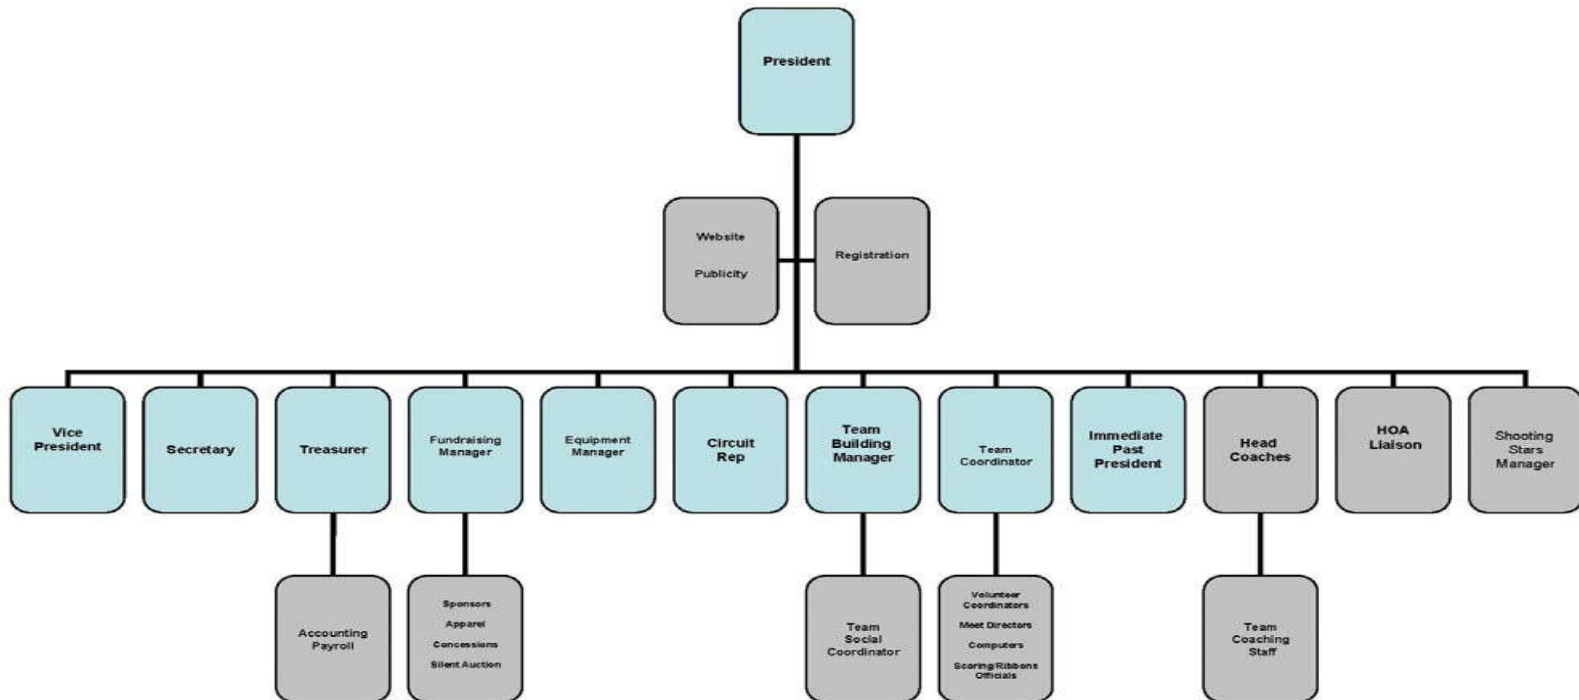 President
Website
Publicity
Registration
Vice
President
Secretary
Treasurer
Fundraising
Manager
Equipment
Manager
Circuit
Rep
Team
Building
Manager
Team
Coordinator
Immediate
Past
President
Head
Coaches
HOA
Liaison
Shooting
Stars
Manager
Accounting
Payroll
Sponsors
Apparel
Concessions
Silent Auction
Team
Social
Coordinator
Volunteer
Coordinators
Meet Directors
Computers
Scoring/Ribbons
Officials
Team
Coaching
Staff